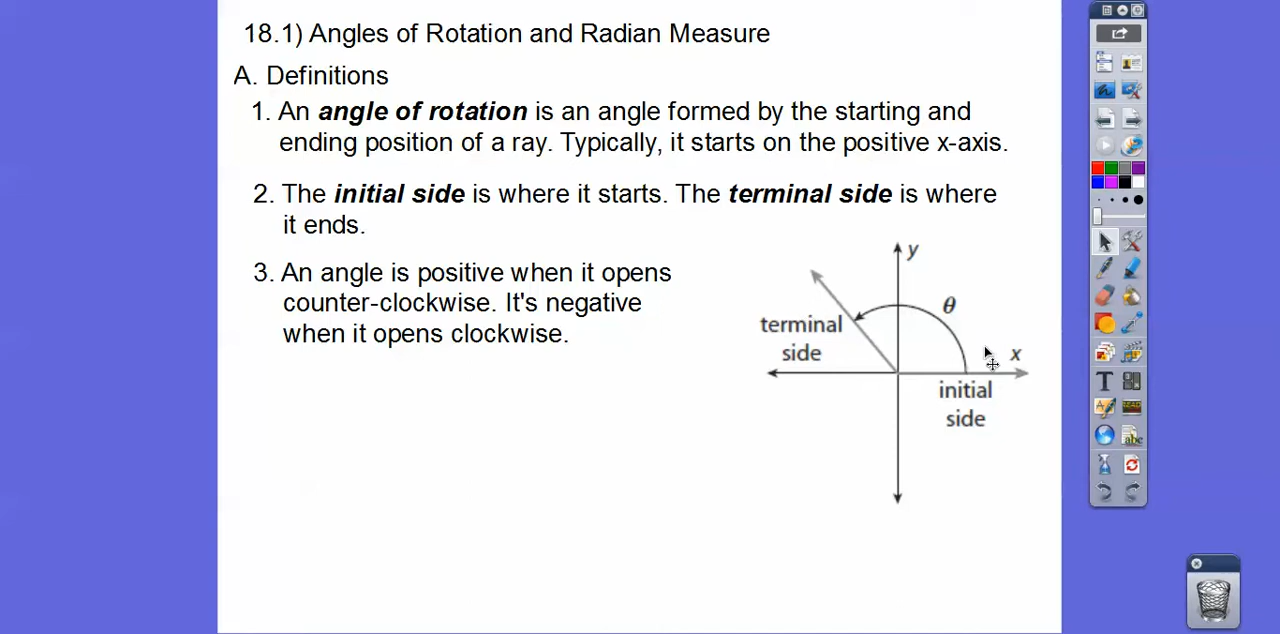 18.1) Angles of Rotation and Radian Measure
A. Definitions
1. An angle of rotation is an angle formed by the starting and
ending position of a ray. Typically, it starts on the positive x-axis.
2. The initial side is where it starts. The terminal side is where
it ends.
3. An angle is positive when it opens
counter-clockwise. It's negative
when it opens clockwise.
y
θ
terminal
side
x
initial
side
T
abc